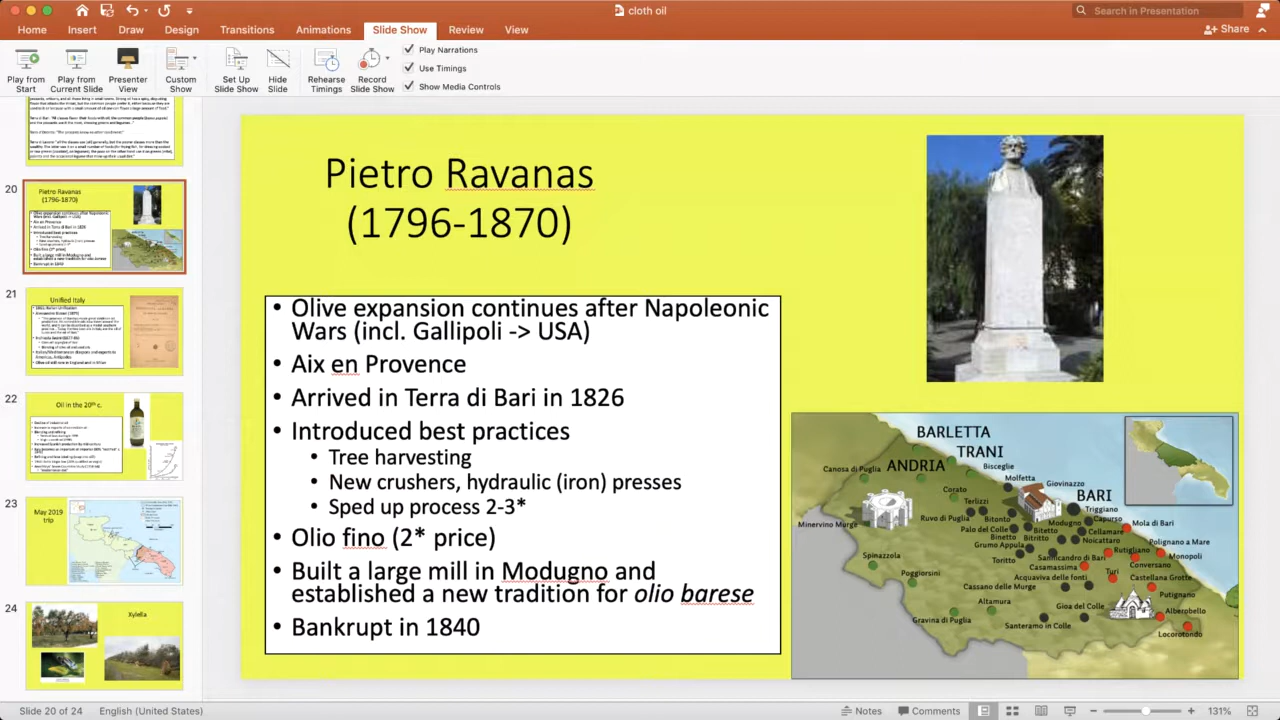 cloth oil
Search in Presentation
Home Insert Draw Design Transitions Animations Slide Show Review View
Share
Play from Start
Play from Current Slide
Presenter View
Custom Show
Set Up Slide Show
Hide Slide
Rehearse Timings
Record Slide Show
Play Narrations
Use Timings
Show Media Controls
20
Pietro Ravanas
(1796-1870)
21
Unified Italy
22
Oil in the 20th c.
23
May 2019
trip
24
Xylella
Pietro Ravanas
(1796-1870)
• Olive expansion continues after Napoleonic
Wars (incl. Gallipoli -> USA)
• Aix en Provence
• Arrived in Terra di Bari in 1826
• Introduced best practices
• Tree harvesting
• New crushers, hydraulic (iron) presses
• Sped up process 2-3*
• Olio fino (2* price)
• Built a large mill in Modugno and
established a new tradition for olio barese
• Bankrupt in 1840
BARLETTA
TRANI
Bisceglie
Canosa di Puglia
ANDRIA
Molfetta
Giovinazzo
Corato
BARI
Terlizzi
Triggiano
Minervino Murge
Ruvo di Puglia
Bitonto
Modugno
Capurso
Mola di Bari
Palo del Colle
Bitetto
Cellamare
Binetto
Bitritto
Noicattaro
Polignano a Mare
Grumo Appula
Rutigliano
Spinazzola
Toritto
Sannicandro di Bari
Monopoli
Casamassima
Conversano
Poggiorsini
Acquaviva delle fonti
Turi
Castellana Grotte
Cassano delle Murge
Putignano
Altamura
Gioia del Colle
Alberobello
Gravina di Puglia
Santeramo in Colle
Locorotondo
Slide 20 of 24 English (United States)
Notes Comments 131%